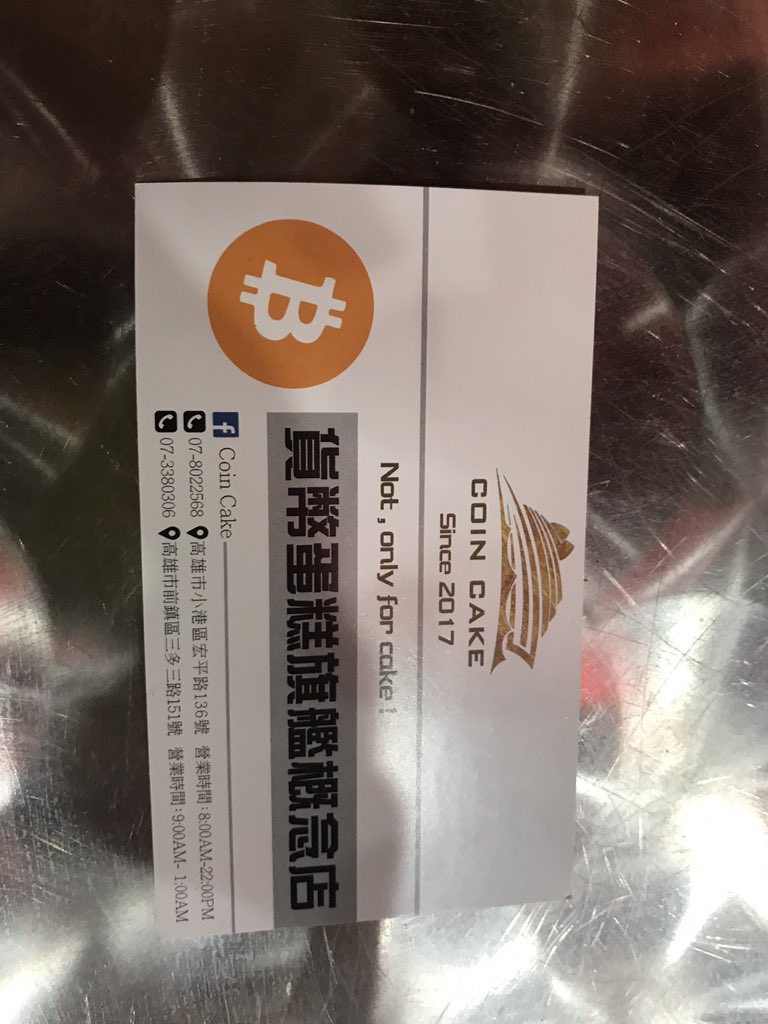 COIN CAKE
Since 2017
Not , only for cake !
貨幣蛋糕旗艦概念店
Coin Cake
07-8022568 高雄市小港區宏平路136號 營業時間:8:00AM-22:00PM
07-3380306 高雄市前鎮區三多三路151號 營業時間:9:00AM- 1:00AM